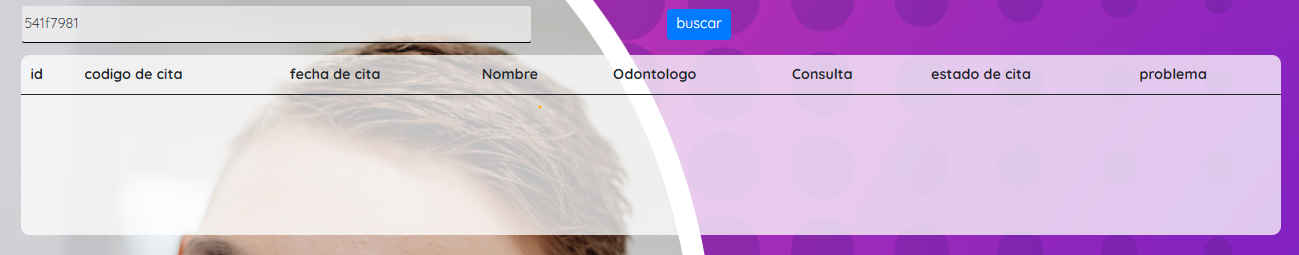 541f7981 buscar
id codigo de cita fecha de cita Nombre Odontologo Consulta estado de cita problema